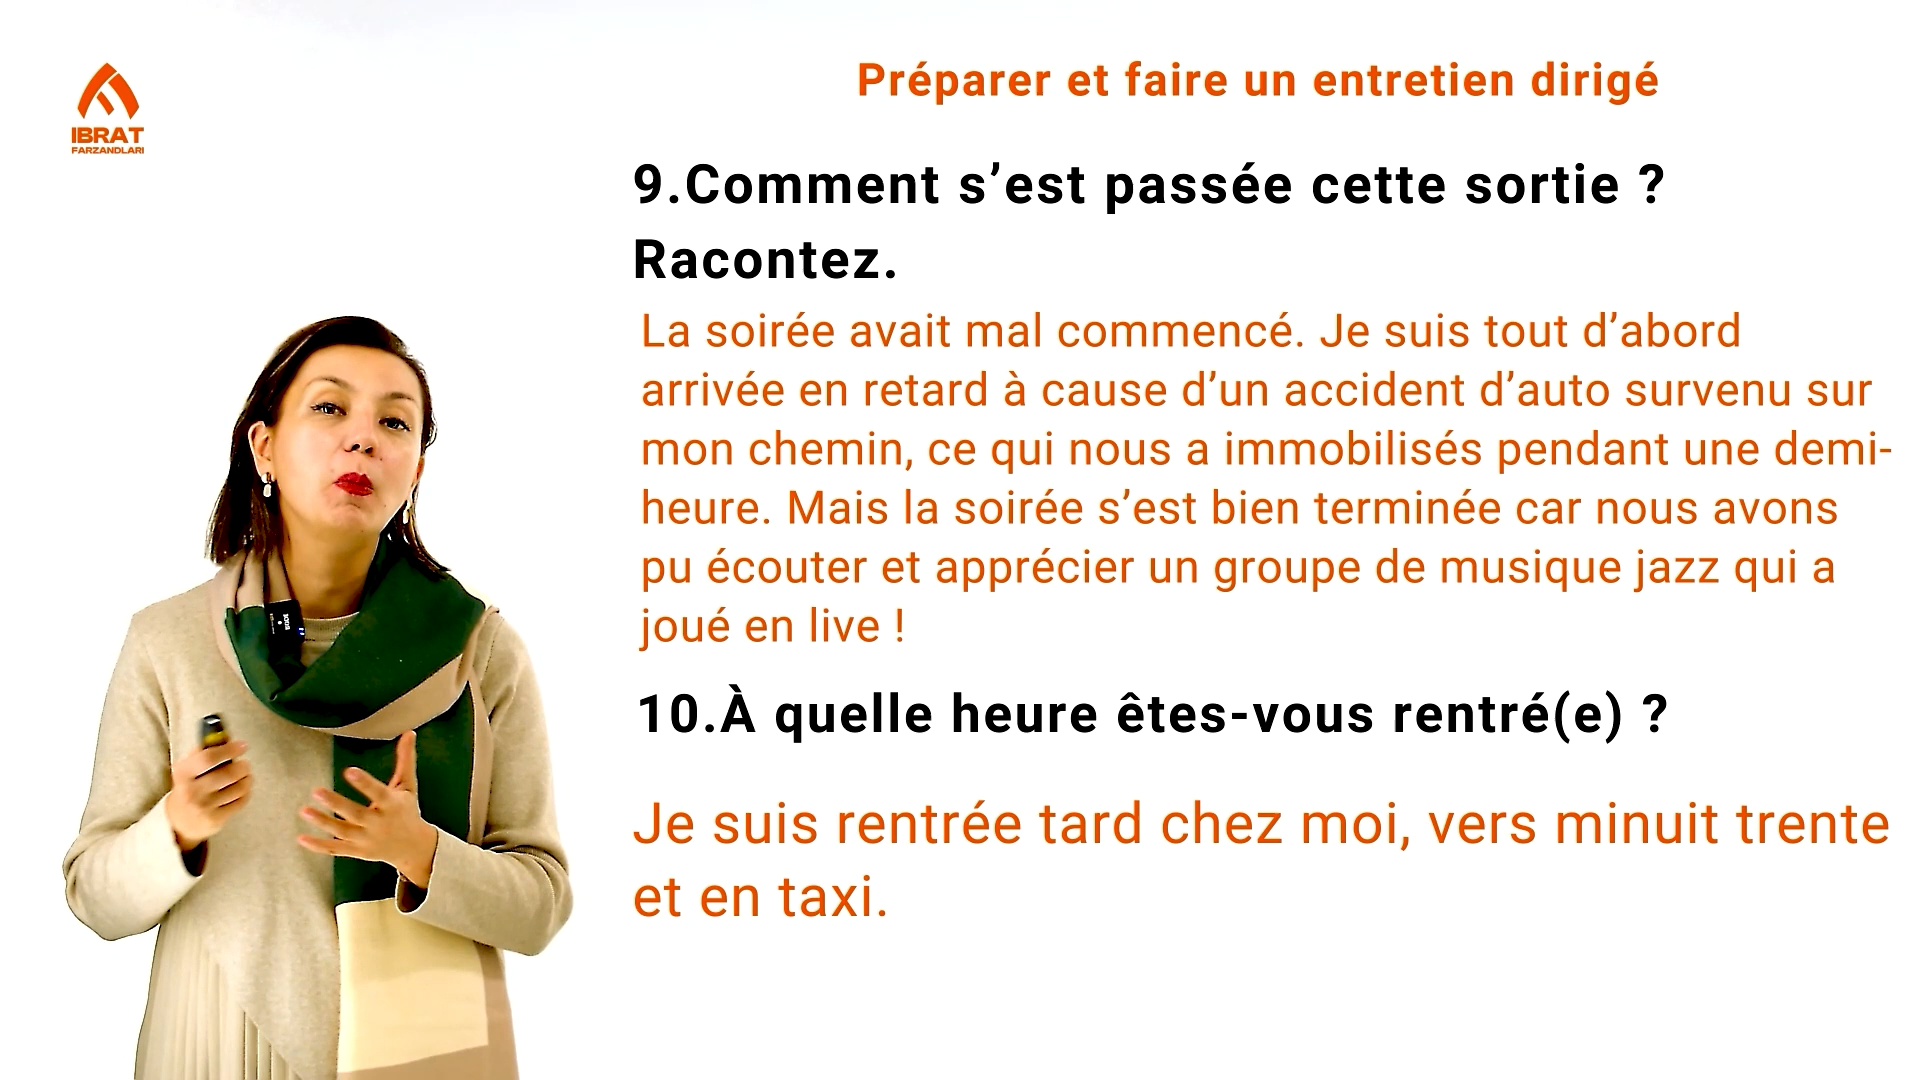 IBRAT
FARZANDLARI
Préparer et faire un entretien dirigé
9.Comment s’est passée cette sortie ?
Racontez.
La soirée avait mal commencé. Je suis tout d’abord
arrivée en retard à cause d’un accident d’auto survenu sur
mon chemin, ce qui nous a immobilisés pendant une demi-
heure. Mais la soirée s’est bien terminée car nous avons
pu écouter et apprécier un groupe de musique jazz qui a
joué en live !
10.À quelle heure êtes-vous rentré(e) ?
Je suis rentrée tard chez moi, vers minuit trente
et en taxi.